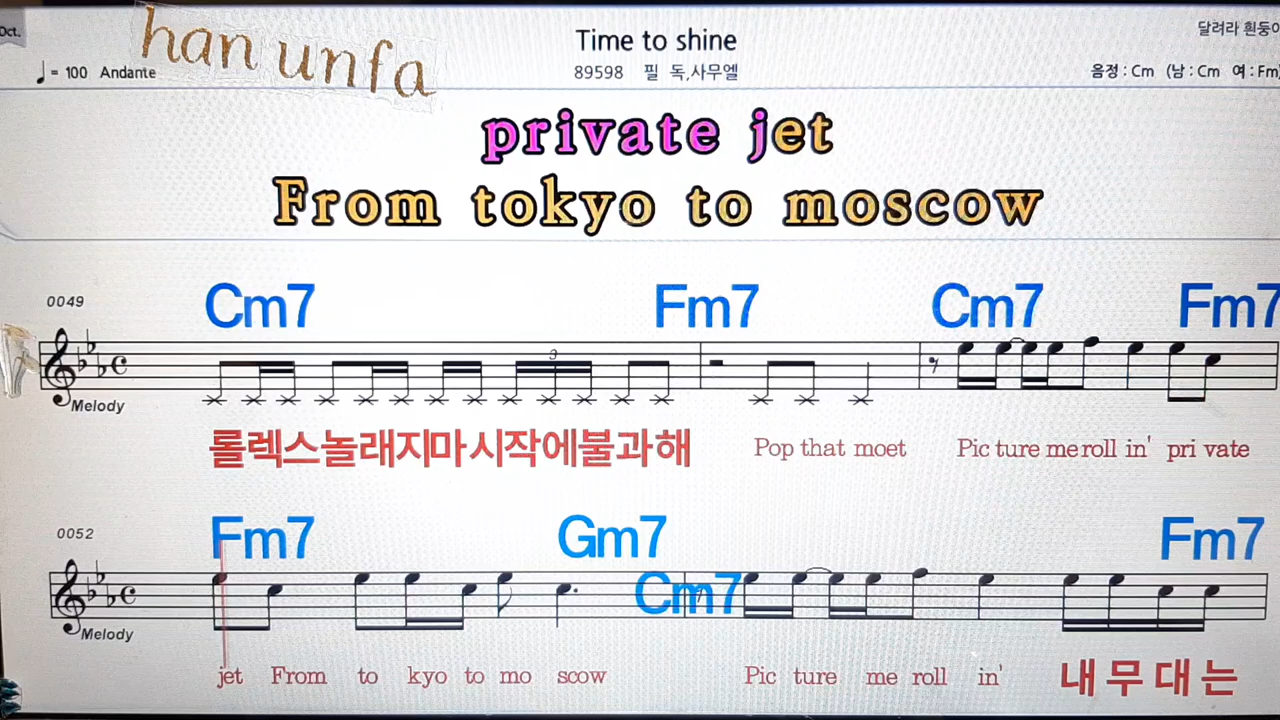 Oct.
han unfa
Time to shine
달려라 흰둥이
♩= 100 Andante
89598 필 독,사무엘
음정 : Cm (남 : Cm 여 : Fm)
private jet
From tokyo to moscow
0049
Cm7 Fm7 Cm7 Fm7
3
Melody
롤렉스놀래지마시작에불과해 Pop that moet Pic ture me roll in' pri vate
0052
Fm7 Gm7 Cm7 Fm7
Melody
jet From to kyo to mo scow Pic ture me roll in' 내 무 대 는